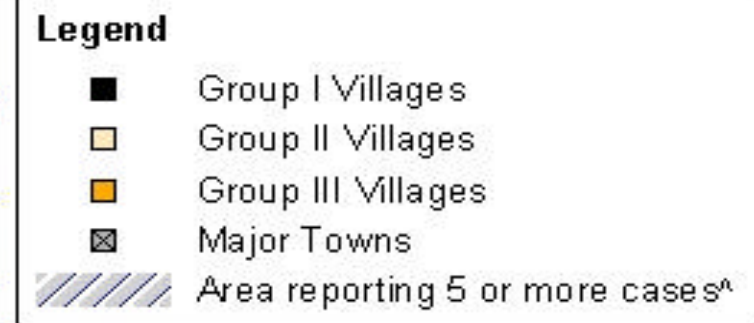 Legend
Group I Villages
Group II Villages
Group III Villages
Major Towns
Area reporting 5 or more cases^